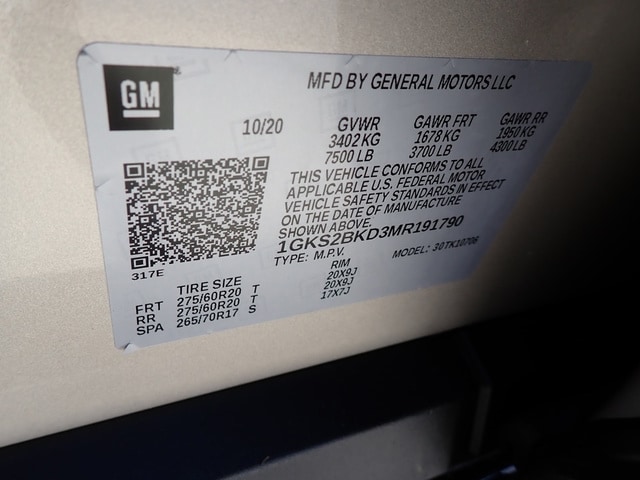 GM
MFD BY GENERAL MOTORS LLC
10/20 GVWR GAWR FRT GAWR RR
3402 KG 1678 KG 1950 KG
7500 LB 3700 LB 4300 LB
THIS VEHICLE CONFORMS TO ALL
APPLICABLE U.S. FEDERAL MOTOR
VEHICLE SAFETY STANDARDS IN EFFECT
ON THE DATE OF MANUFACTURE
SHOWN ABOVE.
1GKS2BKD3MR191790
TYPE: M.P.V. MODEL: 30TK10706
317E
TIRE SIZE RIM
FRT 275/60R20 T 20X9J
RR 275/60R20 T 20X9J
SPA 265/70R17 S 17X7J